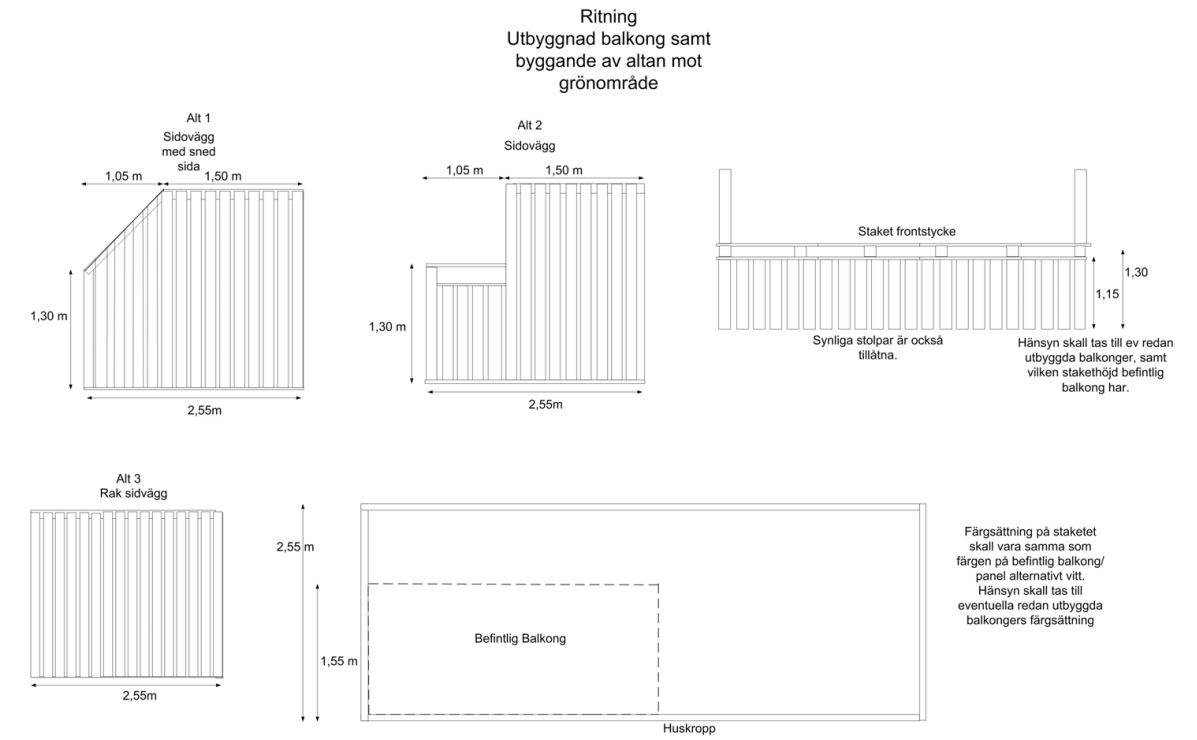 Ritning
Utbyggnad balkong samt
byggande av altan mot
grönområde
Alt 1
Sidovägg
med sned
sida
1,05 m
1,50 m
1,30 m
2,55m
Alt 2
Sidovägg
1,05 m
1,50 m
1,30 m
2,55m
Staket frontstycke
1,30
1,15
Synliga stolpar är också
tillåtna.
Hänsyn skall tas till ev redan
utbyggda balkonger, samt
vilken stakethöjd befintlig
balkong har.
Alt 3
Rak sidvägg
2,55m
2,55 m
1,55 m
Befintlig Balkong
Huskropp
Färgsättning på staketet
skall vara samma som
färgen på befintlig balkong/
panel alternativt vitt.
Hänsyn skall tas till
eventuella redan utbyggda
balkongers färgsättning